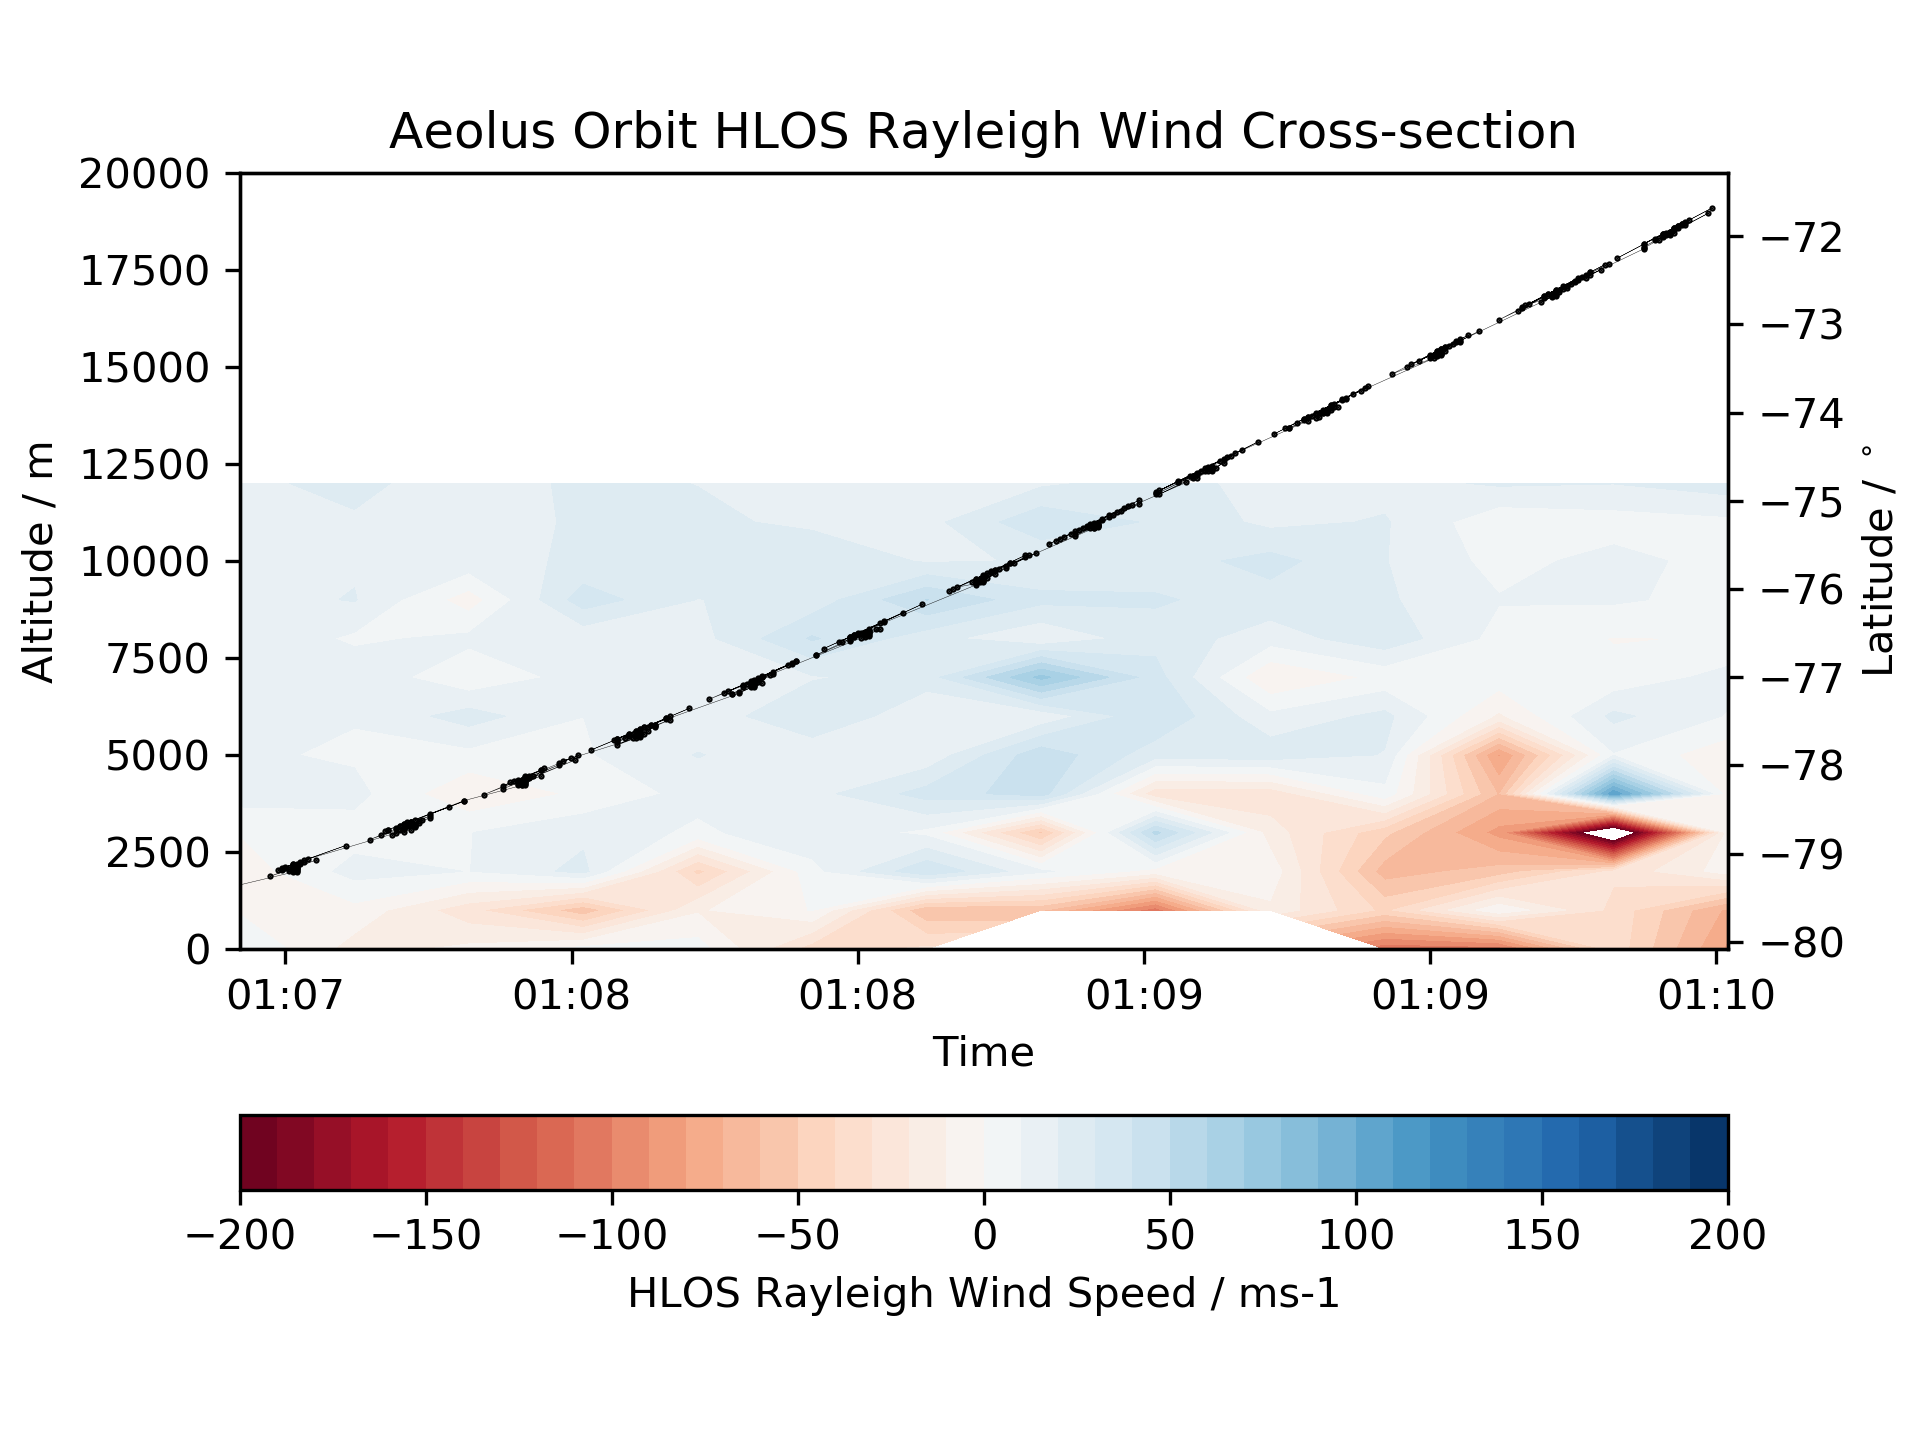 Aeolus Orbit HLOS Rayleigh Wind Cross-section
20000
17500
15000
12500
10000
7500
5000
2500
0
Altitude / m
−72
−73
−74
−75
−76
−77
−78
−79
−80
Latitude / °
01:07 01:08 01:08 01:09 01:09 01:10
Time
−200 −150 −100 −50 0 50 100 150 200
HLOS Rayleigh Wind Speed / ms-1